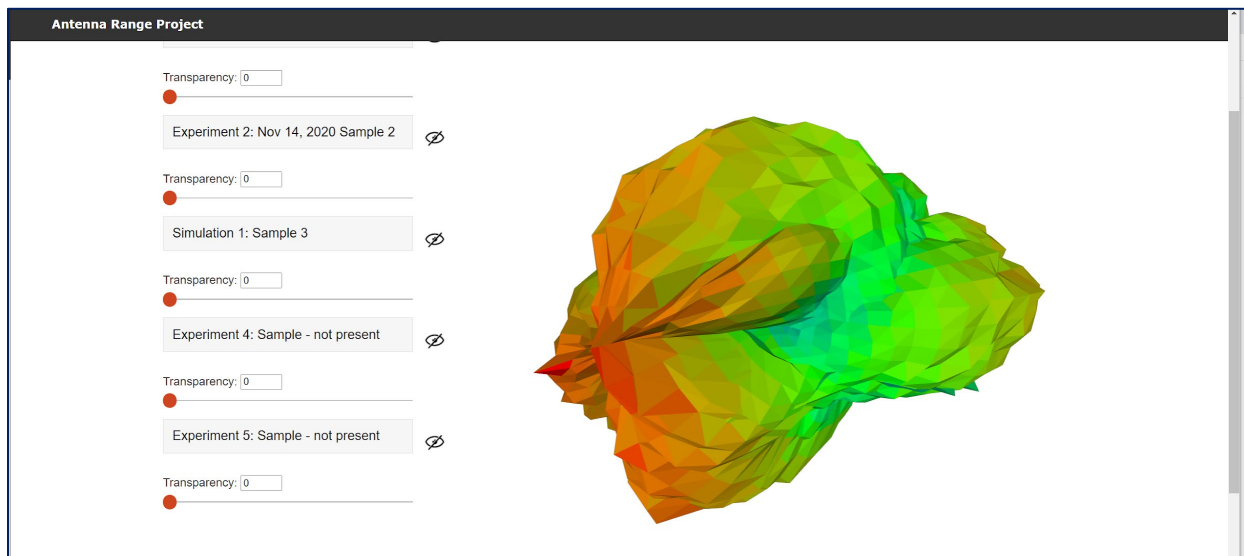 Antenna Range Project
Transparency: 0
Experiment 2: Nov 14, 2020 Sample 2
Transparency: 0
Simulation 1: Sample 3
Transparency: 0
Experiment 4: Sample - not present
Transparency: 0
Experiment 5: Sample - not present
Transparency: 0